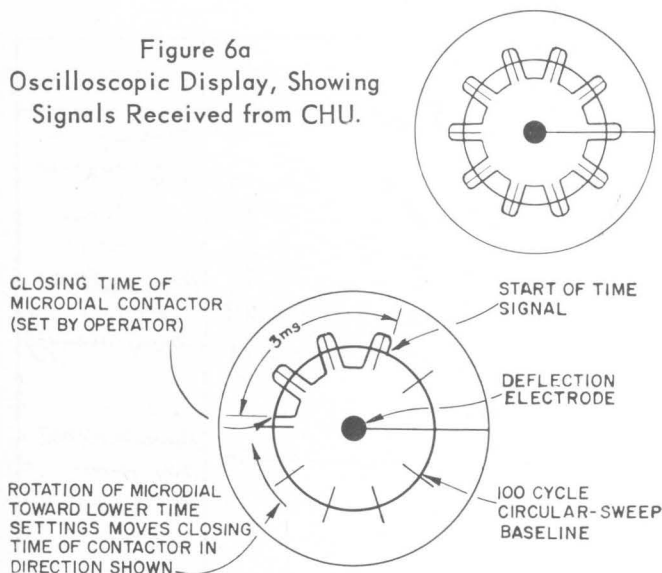 Figure 6a
Oscilloscopic Display, Showing
Signals Received from CHU.
CLOSING TIME OF
MICRODIAL CONTACTOR
(SET BY OPERATOR)
3ms
START OF TIME
SIGNAL
DEFLECTION
ELECTRODE
ROTATION OF MICRODIAL
TOWARD LOWER TIME
SETTINGS MOVES CLOSING
TIME OF CONTACTOR IN
DIRECTION SHOWN
100 CYCLE
CIRCULAR-SWEEP
BASELINE